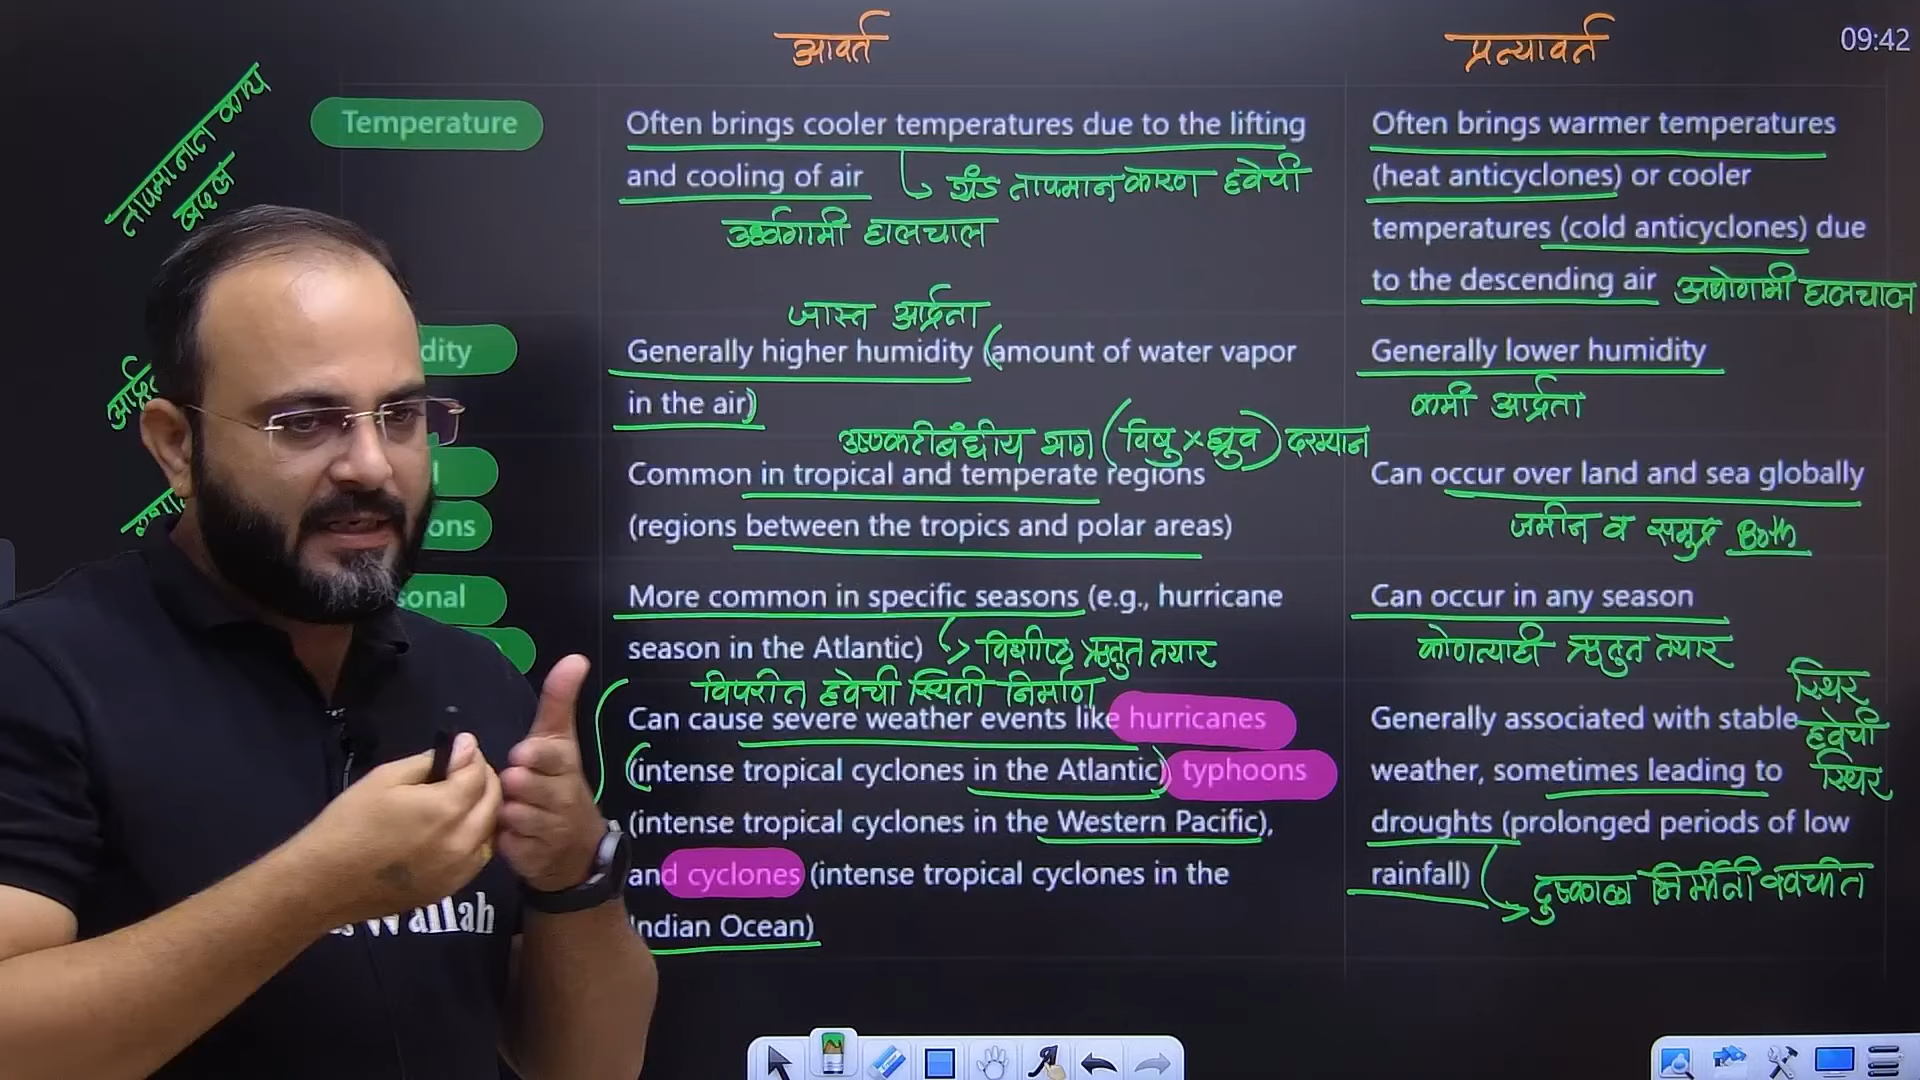 आवर्त
प्रत्यावर्त
09:42
तापमानात काय
बदल
Temperature
Often brings cooler temperatures due to the lifting
and cooling of air
थंड तापमान कारण हवेची
उर्ध्वगामी हालचाल
Often brings warmer temperatures
(heat anticyclones) or cooler
temperatures (cold anticyclones) due
to the descending air
अधोगामी हालचाल
जास्त आर्द्रता
dity
Generally higher humidity (amount of water vapor
in the air)
Generally lower humidity
कमी आर्द्रता
उष्णकटीबंधीय भाग (विषु × ध्रुव) दरम्यान
l
ons
Common in tropical and temperate regions
(regions between the tropics and polar areas)
Can occur over land and sea globally
जमीन व समुद्र Both
sonal
More common in specific seasons (e.g., hurricane
season in the Atlantic)
विशीष्ठ ऋतुत तयार
Can occur in any season
कोणत्याही ऋतुत तयार
विपरीत हवेची स्थिती निर्माण
Can cause severe weather events like hurricanes
(intense tropical cyclones in the Atlantic) typhoons
(intense tropical cyclones in the Western Pacific),
and cyclones (intense tropical cyclones in the
Indian Ocean)
Generally associated with stable
weather, sometimes leading to
droughts (prolonged periods of low
rainfall)
स्थिर
हवेची
स्थिर
दुष्काळ निर्मीती क्वचीत
Wallah